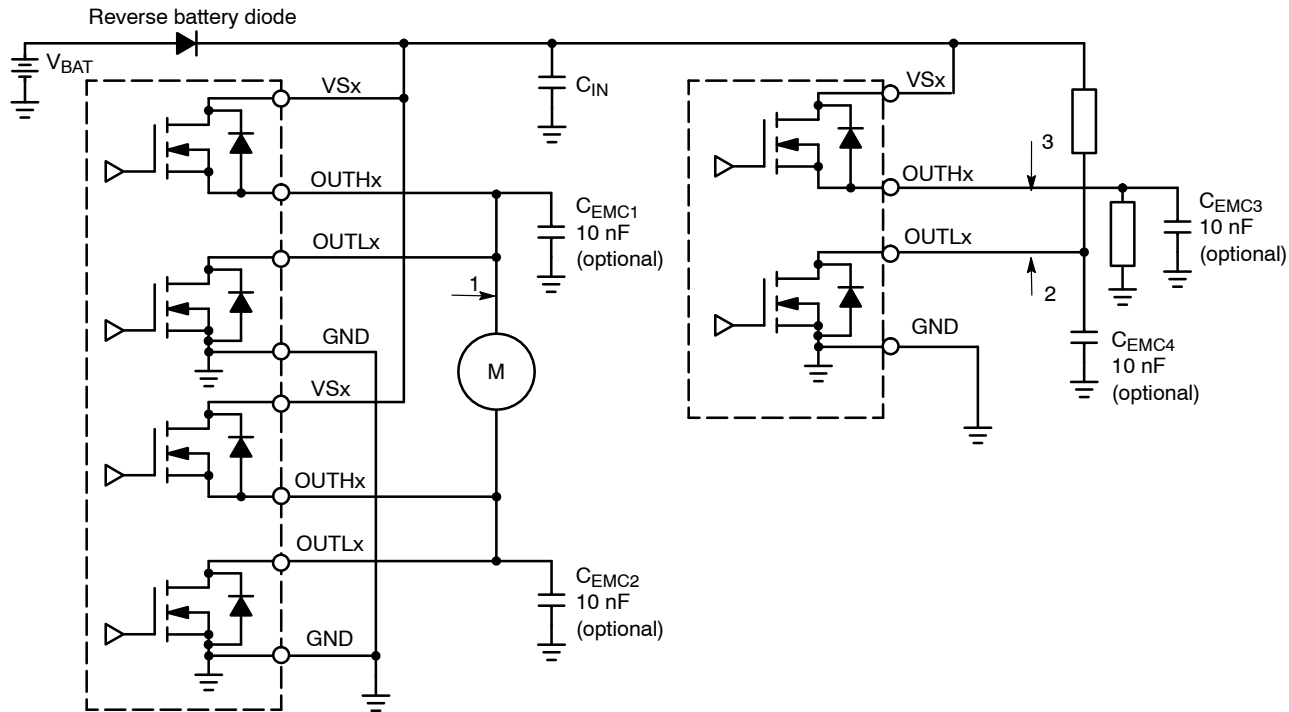 Reverse battery diode
VBAT
VSx
CIN
OUTHx
CEMC1
10 nF
(optional)
OUTLx
1
GND
M
VSx
OUTHx
OUTLx
CEMC2
10 nF
(optional)
GND
VSx
3
OUTHx
CEMC3
10 nF
(optional)
OUTLx
2
GND
CEMC4
10 nF
(optional)